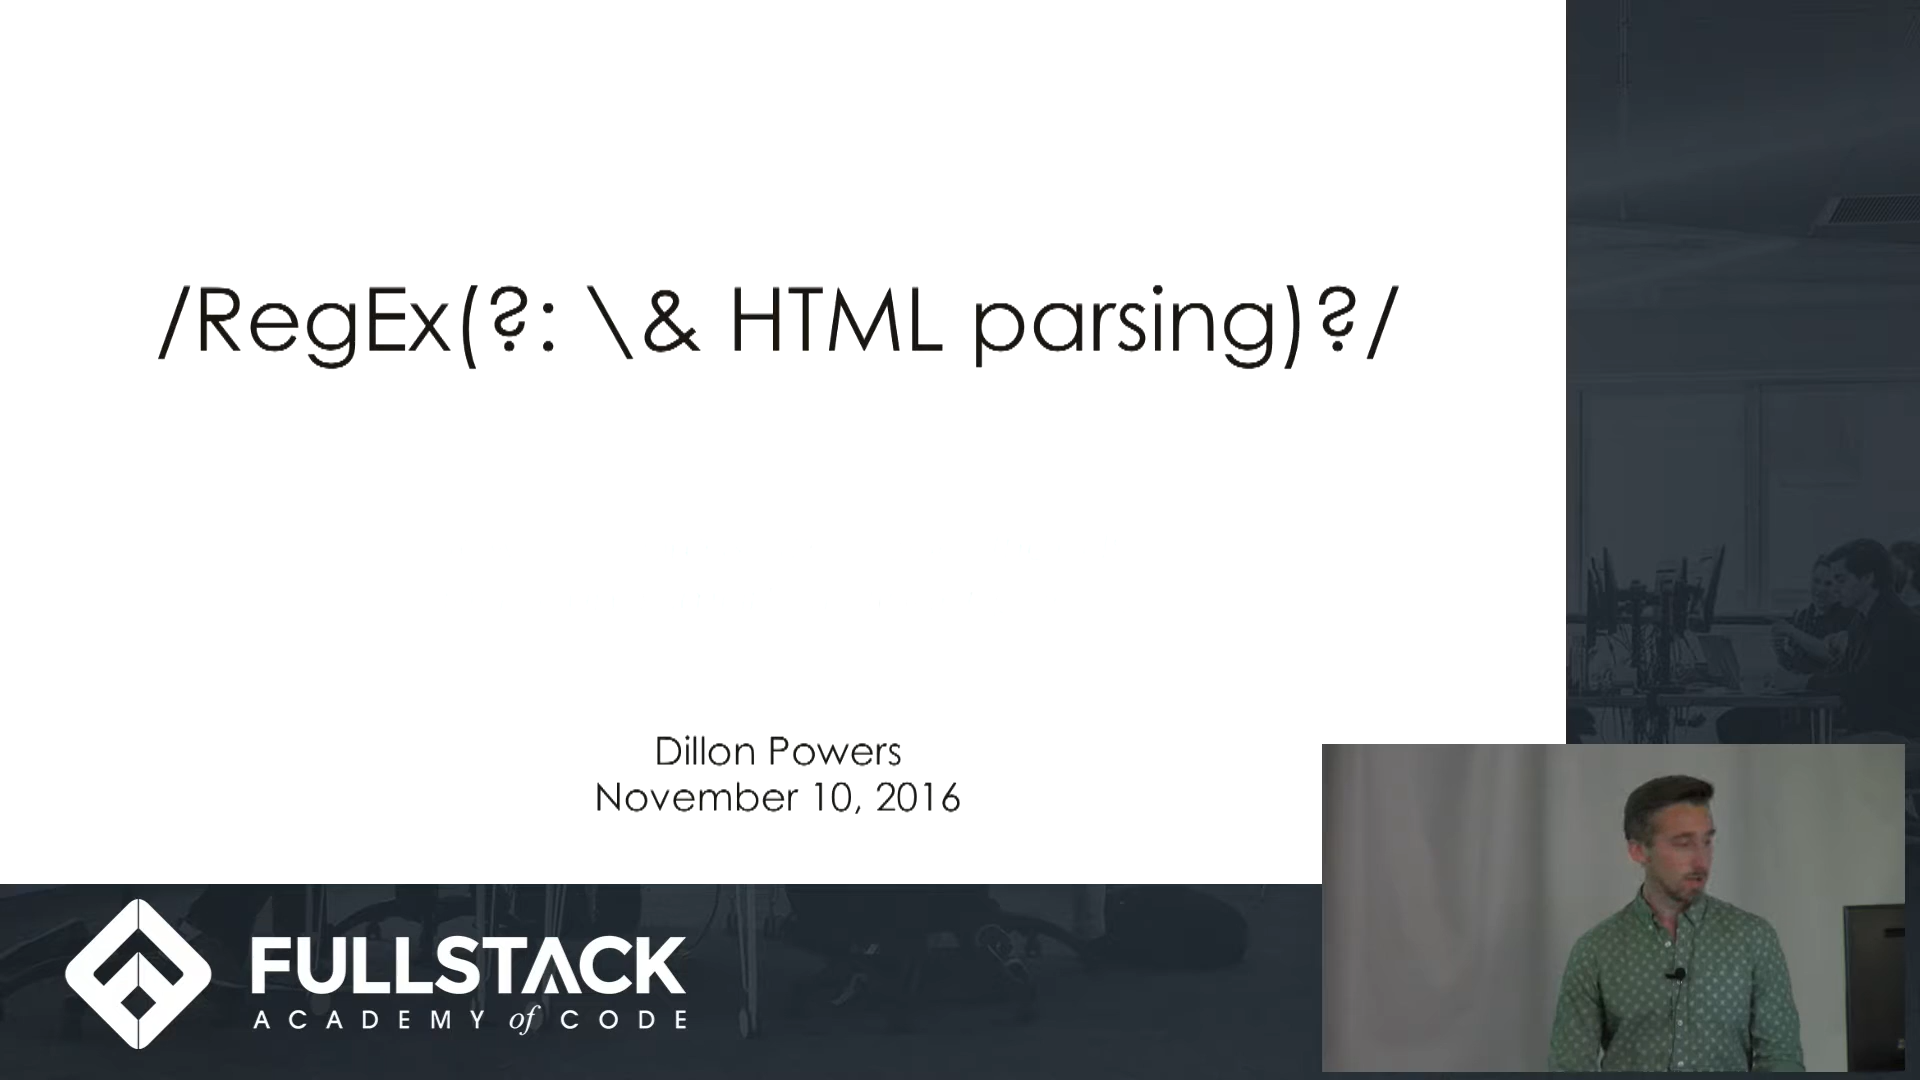 /RegEx(?: \& HTML parsing)?/
Dillon Powers
November 10, 2016
FULLSTACK
ACADEMY of CODE